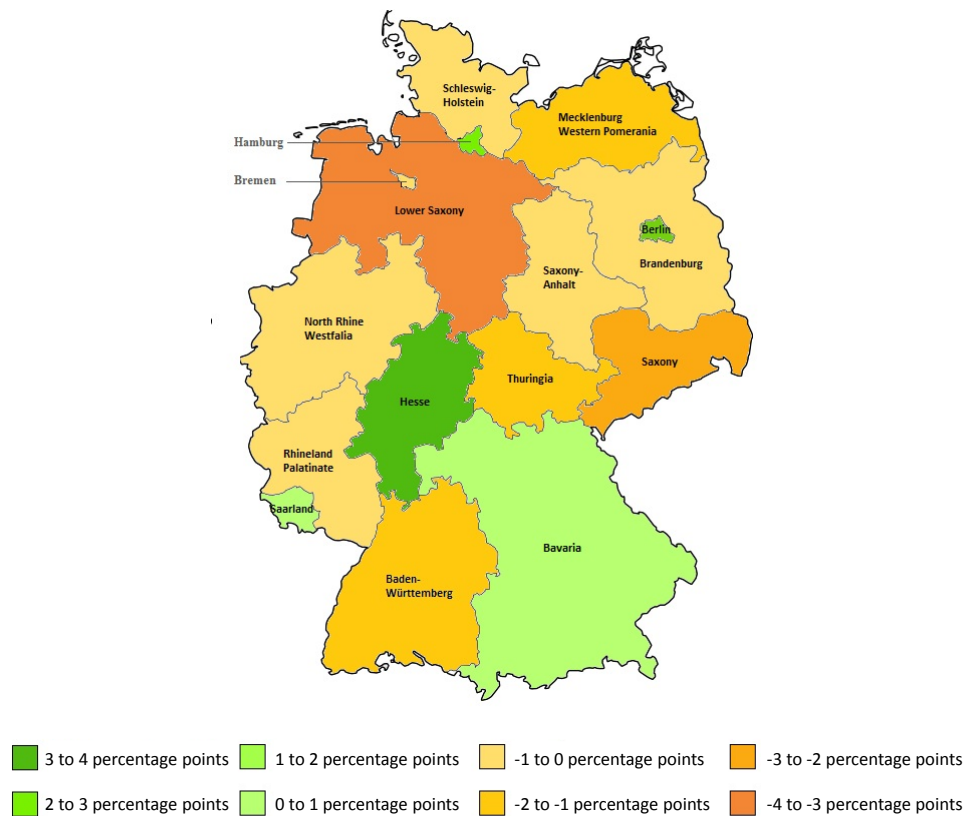 Schleswig-
Holstein
Mecklenburg
Western Pomerania
Hamburg
Bremen
Lower Saxony
Berlin
Brandenburg
Saxony-
Anhalt
North Rhine
Westfalia
Saxony
Thuringia
Hesse
Rhineland
Palatinate
Saarland
Bavaria
Baden-
Württemberg
3 to 4 percentage points
1 to 2 percentage points
-1 to 0 percentage points
-3 to -2 percentage points
2 to 3 percentage points
0 to 1 percentage points
-2 to -1 percentage points
-4 to -3 percentage points